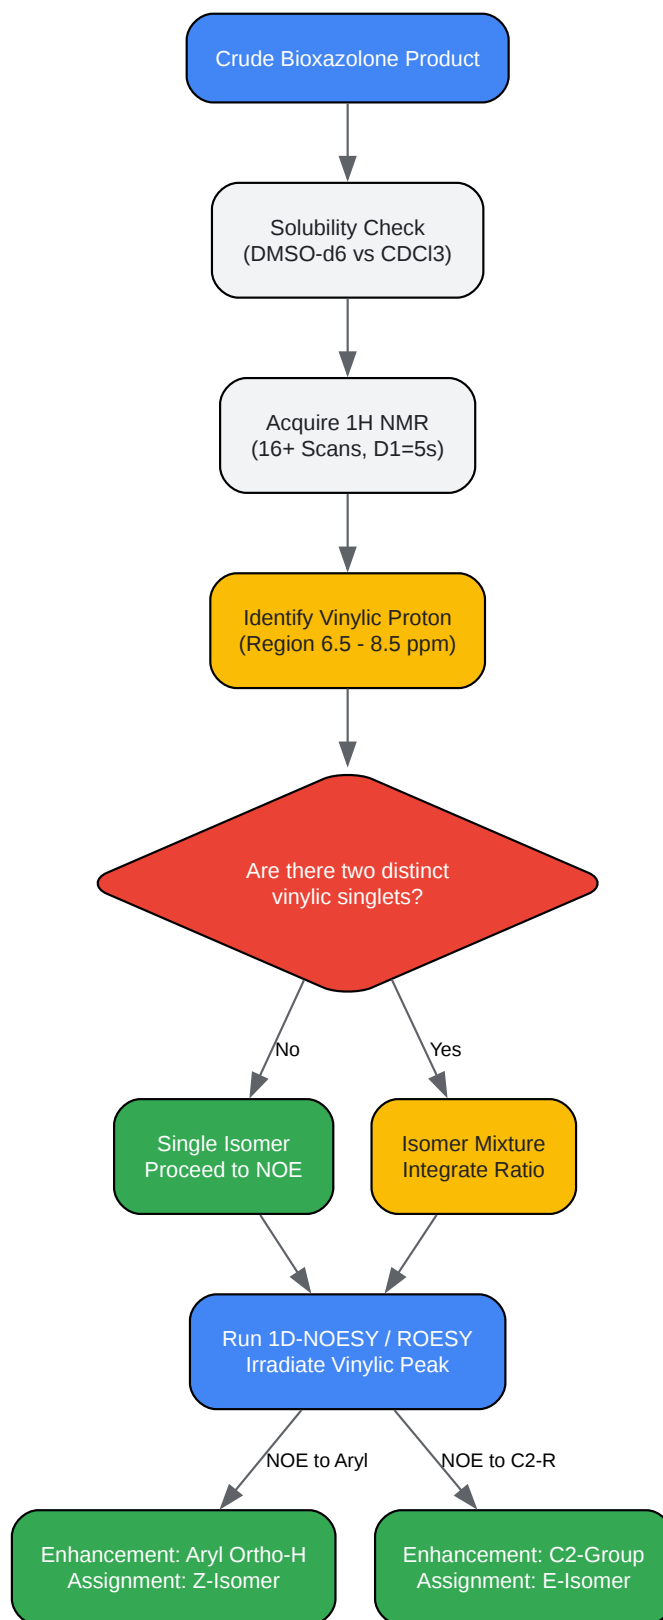 Crude Bioxazolone Product
Solubility Check
(DMSO-d6 vs CDCl3)
Acquire 1H NMR
(16+ Scans, D1=5s)
Identify Vinylic Proton
(Region 6.5 - 8.5 ppm)
Are there two distinct
vinylic singlets?
No
Yes
Single Isomer
Proceed to NOE
Isomer Mixture
Integrate Ratio
Run 1D-NOESY / ROESY
Irradiate Vinylic Peak
NOE to Aryl
NOE to C2-R
Enhancement: Aryl Ortho-H
Assignment: Z-Isomer
Enhancement: C2-Group
Assignment: E-Isomer